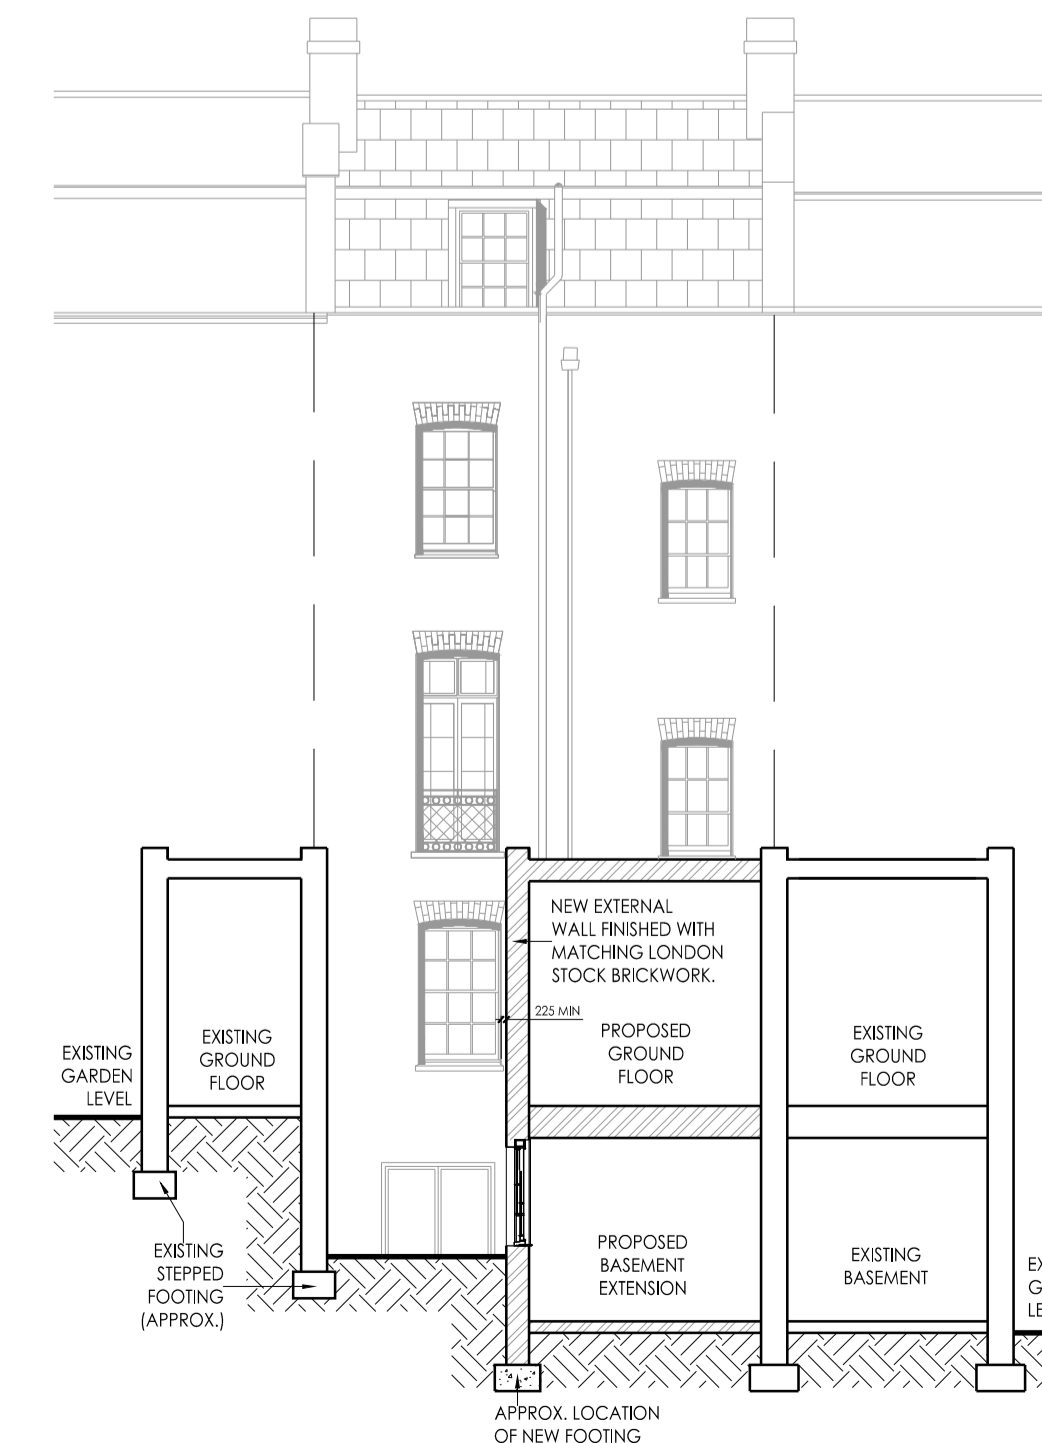 NEW EXTERNAL
WALL FINISHED WITH
MATCHING LONDON
STOCK BRICKWORK.
225 MIN
EXISTING
GARDEN
LEVEL
EXISTING
GROUND
FLOOR
PROPOSED
GROUND
FLOOR
EXISTING
GROUND
FLOOR
EXISTING
STEPPED
FOOTING
(APPROX.)
PROPOSED
BASEMENT
EXTENSION
EXISTING
BASEMENT
APPROX. LOCATION
OF NEW FOOTING